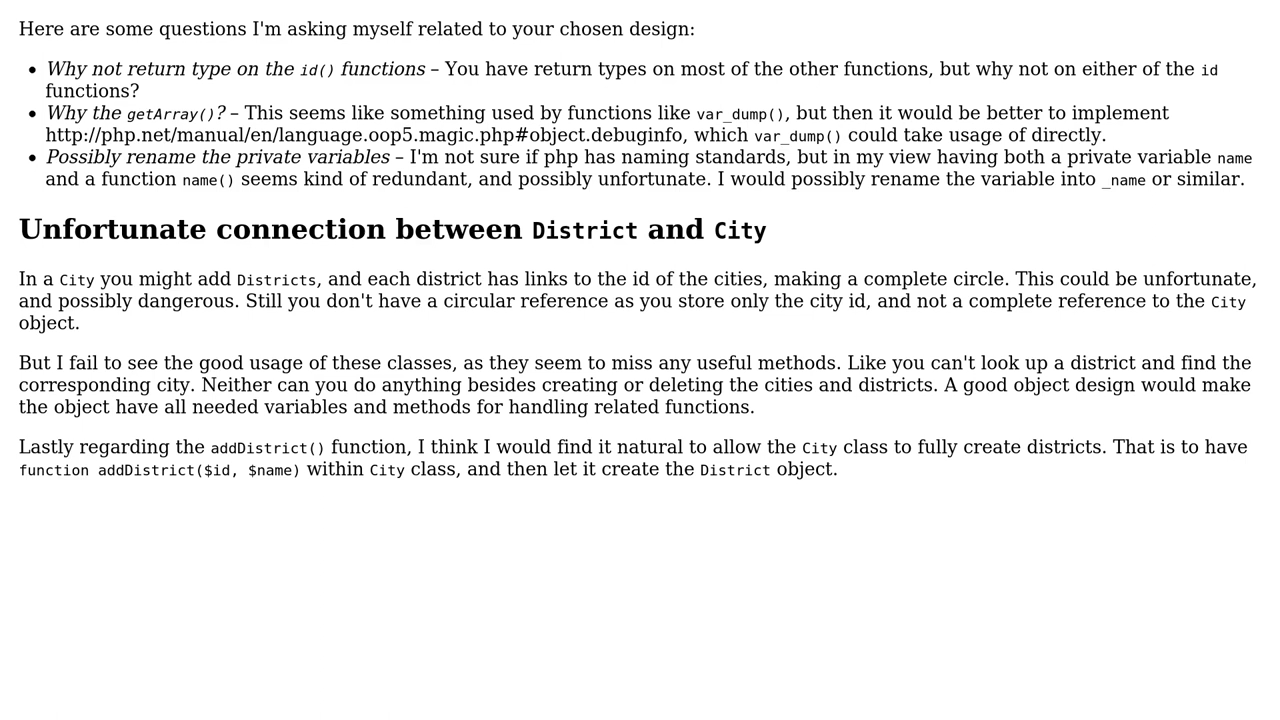 Here are some questions I'm asking myself related to your chosen design:
• Why not return type on the id() functions – You have return types on most of the other functions, but why not on either of the id
functions?
• Why the getArray()? – This seems like something used by functions like var_dump(), but then it would be better to implement
http://php.net/manual/en/language.oop5.magic.php#object.debuginfo, which var_dump() could take usage of directly.
• Possibly rename the private variables – I'm not sure if php has naming standards, but in my view having both a private variable name
and a function name() seems kind of redundant, and possibly unfortunate. I would possibly rename the variable into _name or similar.
Unfortunate connection between District and City
In a City you might add Districts, and each district has links to the id of the cities, making a complete circle. This could be unfortunate,
and possibly dangerous. Still you don't have a circular reference as you store only the city id, and not a complete reference to the City
object.
But I fail to see the good usage of these classes, as they seem to miss any useful methods. Like you can't look up a district and find the
corresponding city. Neither can you do anything besides creating or deleting the cities and districts. A good object design would make
the object have all needed variables and methods for handling related functions.
Lastly regarding the addDistrict() function, I think I would find it natural to allow the City class to fully create districts. That is to have
function addDistrict($id, $name) within City class, and then let it create the District object.